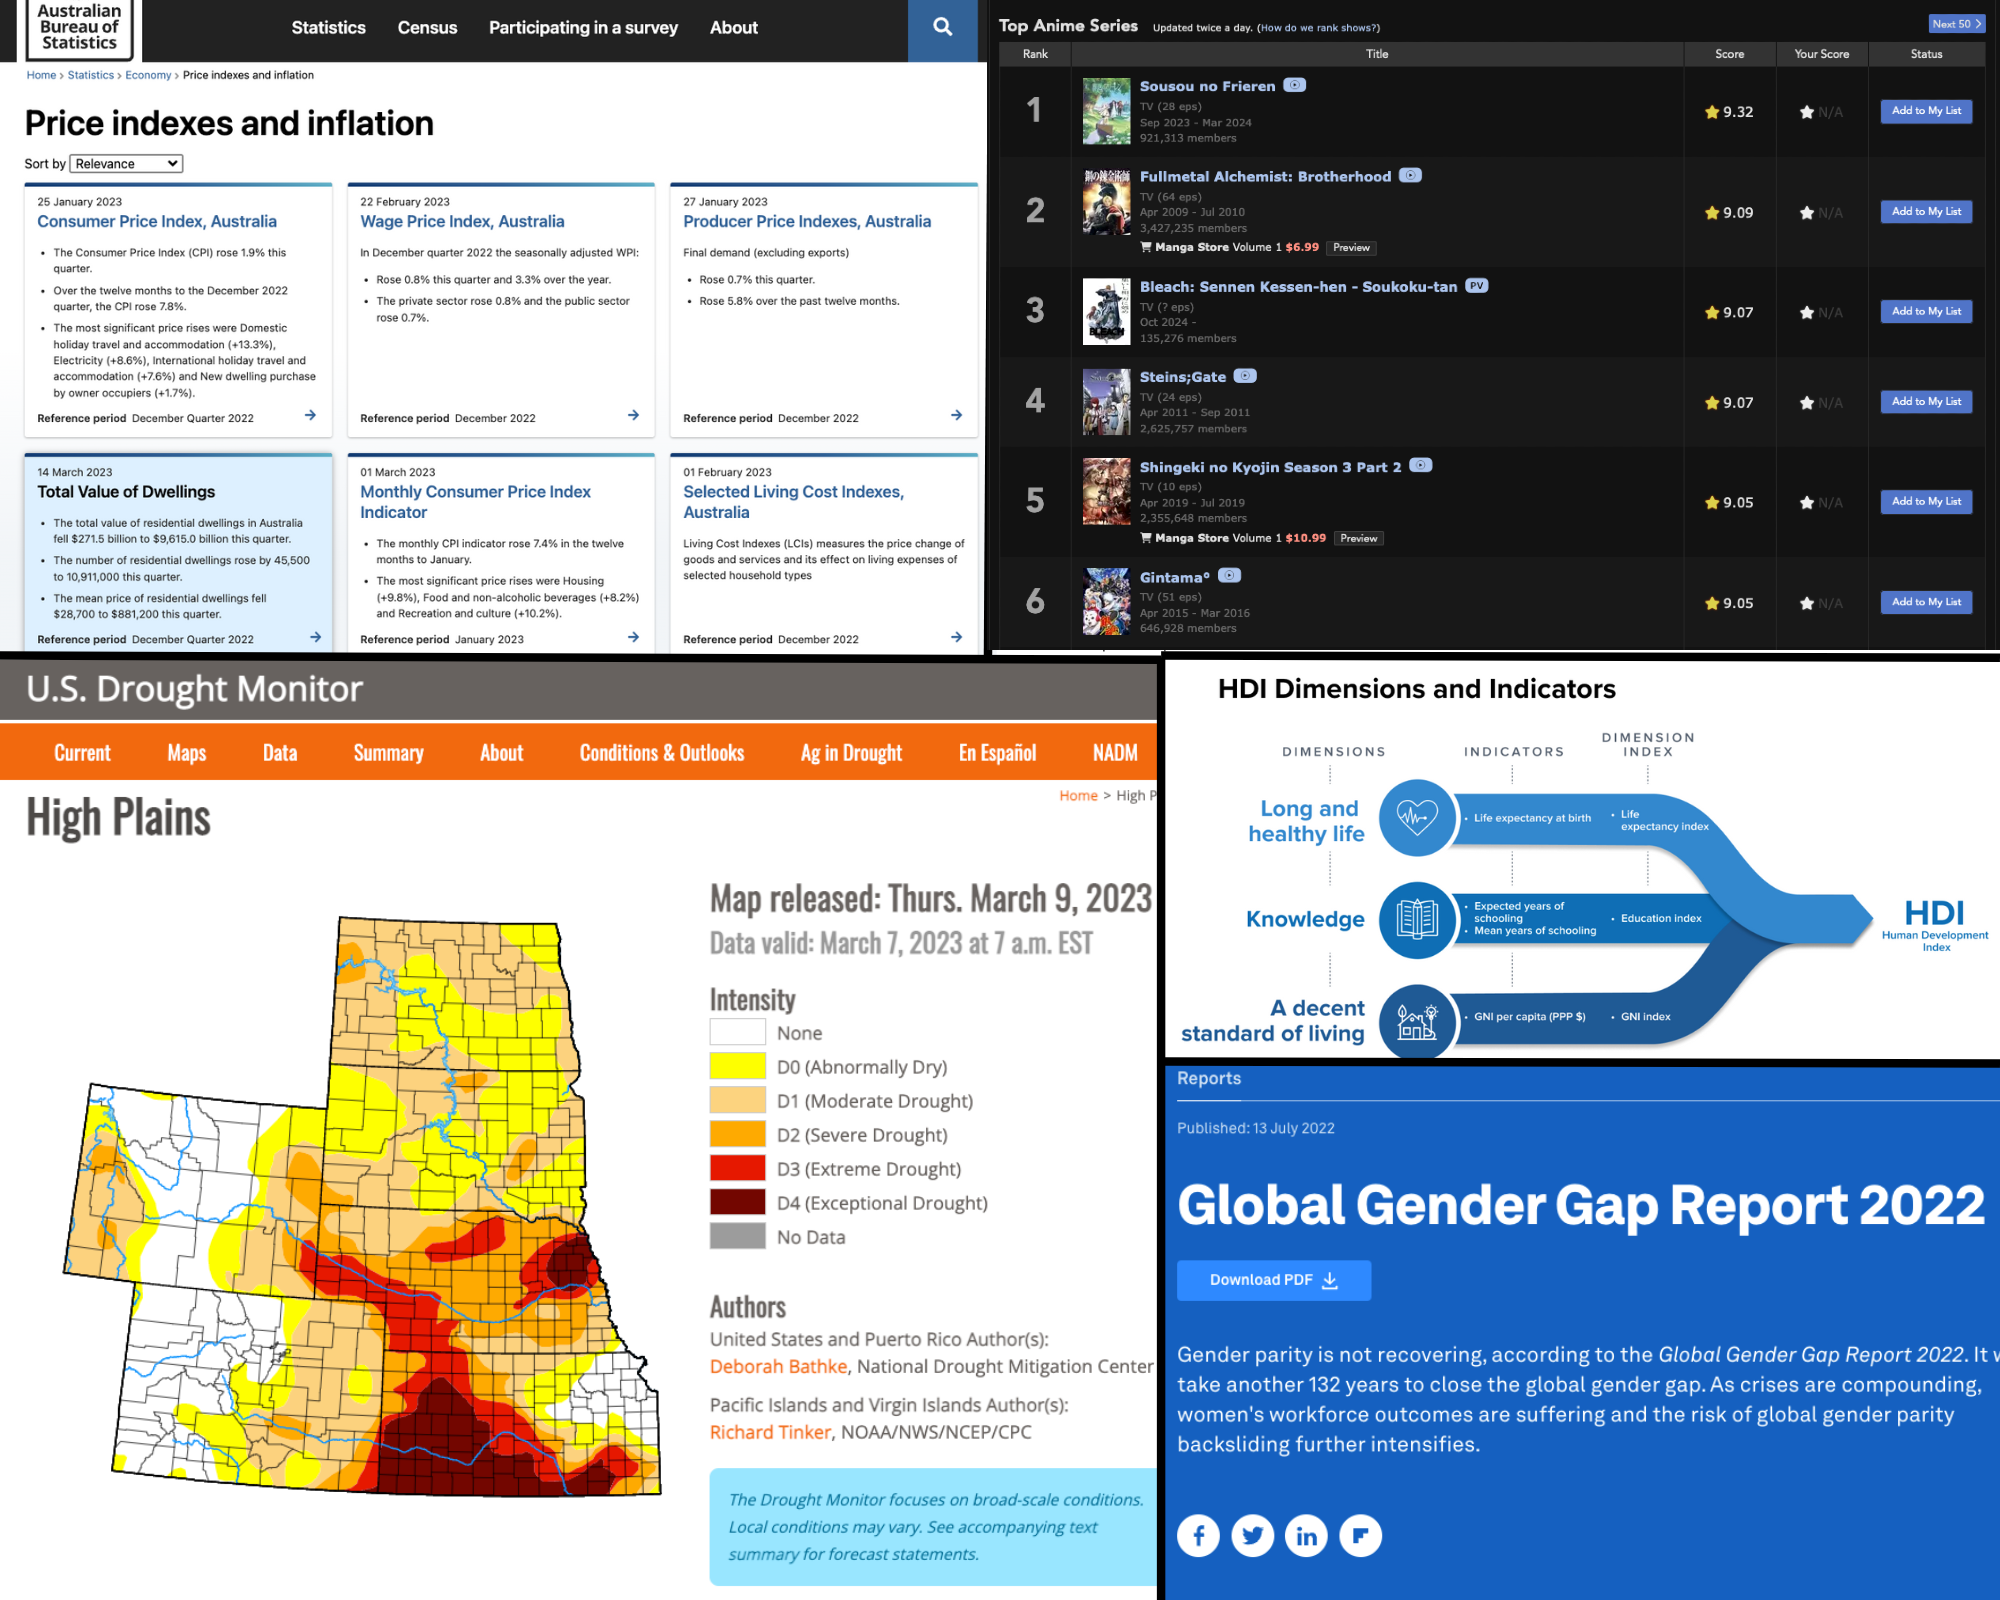 Australian
Bureau of
Statistics
Statistics
Census
Participating in a survey
About
Home > Statistics > Economy > Price indexes and inflation
Price indexes and inflation
Sort by Relevance
25 January 2023
Consumer Price Index, Australia
• The Consumer Price Index (CPI) rose 1.9% this
quarter.
• Over the twelve months to the December 2022
quarter, the CPI rose 7.8%.
• The most significant price rises were Domestic
holiday travel and accommodation (+13.3%),
Electricity (+8.6%), International holiday travel and
accommodation (+7.6%) and New dwelling purchase
by owner occupiers (+1.7%).
Reference period December Quarter 2022
22 February 2023
Wage Price Index, Australia
In December quarter 2022 the seasonally adjusted WPI:
• Rose 0.8% this quarter and 3.3% over the year.
• The private sector rose 0.8% and the public sector
rose 0.7%.
Reference period December 2022
27 January 2023
Producer Price Indexes, Australia
Final demand (excluding exports)
• Rose 0.7% this quarter.
• Rose 5.8% over the past twelve months.
Reference period December 2022
14 March 2023
Total Value of Dwellings
• The total value of residential dwellings in Australia
fell $271.5 billion to $9,615.0 billion this quarter.
• The number of residential dwellings rose by 45,500
to 10,911,000 this quarter.
• The mean price of residential dwellings fell
$28,700 to $881,200 this quarter.
Reference period December Quarter 2022
01 March 2023
Monthly Consumer Price Index
Indicator
• The monthly CPI indicator rose 7.4% in the twelve
months to January.
• The most significant price rises were Housing
(+9.8%), Food and non-alcoholic beverages (+8.2%)
and Recreation and culture (+10.2%).
Reference period January 2023
01 February 2023
Selected Living Cost Indexes,
Australia
Living Cost Indexes (LCIs) measures the price change of
goods and services and its effect on living expenses of
selected household types
Reference period December 2022
Top Anime Series Updated twice a day. (How do we rank shows?)
Next 50
Rank Title Score Your Score Status
1
Sousou no Frieren
TV (28 eps)
Sep 2023 - Mar 2024
921,313 members
9.32 N/A Add to My List
2
鋼の錬金術師
Fullmetal Alchemist: Brotherhood
TV (64 eps)
Apr 2009 - Jul 2010
3,427,235 members
Manga Store Volume 1 $6.99 Preview
9.09 N/A Add to My List
3
BLEACH
Bleach: Sennen Kessen-hen - Soukoku-tan PV
TV (? eps)
Oct 2024 -
135,276 members
9.07 N/A Add to My List
4
Steins;Gate
TV (24 eps)
Apr 2011 - Sep 2011
2,625,757 members
9.07 N/A Add to My List
5
Shingeki no Kyojin Season 3 Part 2
TV (10 eps)
Apr 2019 - Jul 2019
2,355,648 members
Manga Store Volume 1 $10.99 Preview
9.05 N/A Add to My List
6
Gintama°
TV (51 eps)
Apr 2015 - Mar 2016
646,928 members
9.05 N/A Add to My List
U.S. Drought Monitor
Current Maps Data Summary About Conditions & Outlooks Ag in Drought En Español NADM
Home > High P
High Plains
Map released: Thurs. March 9, 2023
Data valid: March 7, 2023 at 7 a.m. EST
Intensity
None
D0 (Abnormally Dry)
D1 (Moderate Drought)
D2 (Severe Drought)
D3 (Extreme Drought)
D4 (Exceptional Drought)
No Data
Authors
United States and Puerto Rico Author(s):
Deborah Bathke, National Drought Mitigation Center
Pacific Islands and Virgin Islands Author(s):
Richard Tinker, NOAA/NWS/NCEP/CPC
The Drought Monitor focuses on broad-scale conditions.
Local conditions may vary. See accompanying text
summary for forecast statements.
HDI Dimensions and Indicators
DIMENSIONS
INDICATORS
DIMENSION
INDEX
Long and
healthy life
• Life expectancy at birth
• Life
expectancy index
Knowledge
• Expected years of
schooling
• Mean years of schooling
• Education index
A decent
standard of living
• GNI per capita (PPP $)
• GNI index
HDI
Human Development
Index
Reports
Published: 13 July 2022
Global Gender Gap Report 2022
Download PDF
Gender parity is not recovering, according to the Global Gender Gap Report 2022. It w
take another 132 years to close the global gender gap. As crises are compounding,
women's workforce outcomes are suffering and the risk of global gender parity
backsliding further intensifies.